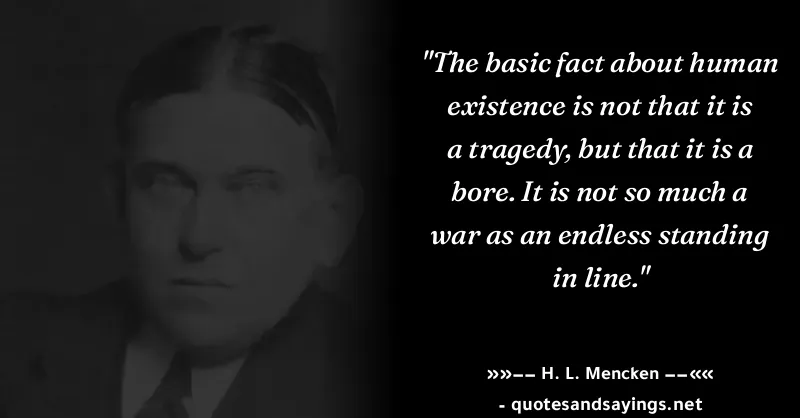 "The basic fact about human
existence is not that it is
a tragedy, but that it is a
bore. It is not so much a
war as an endless standing
in line."
»»−− H. L. Mencken −−««
- quotesandsayings.net